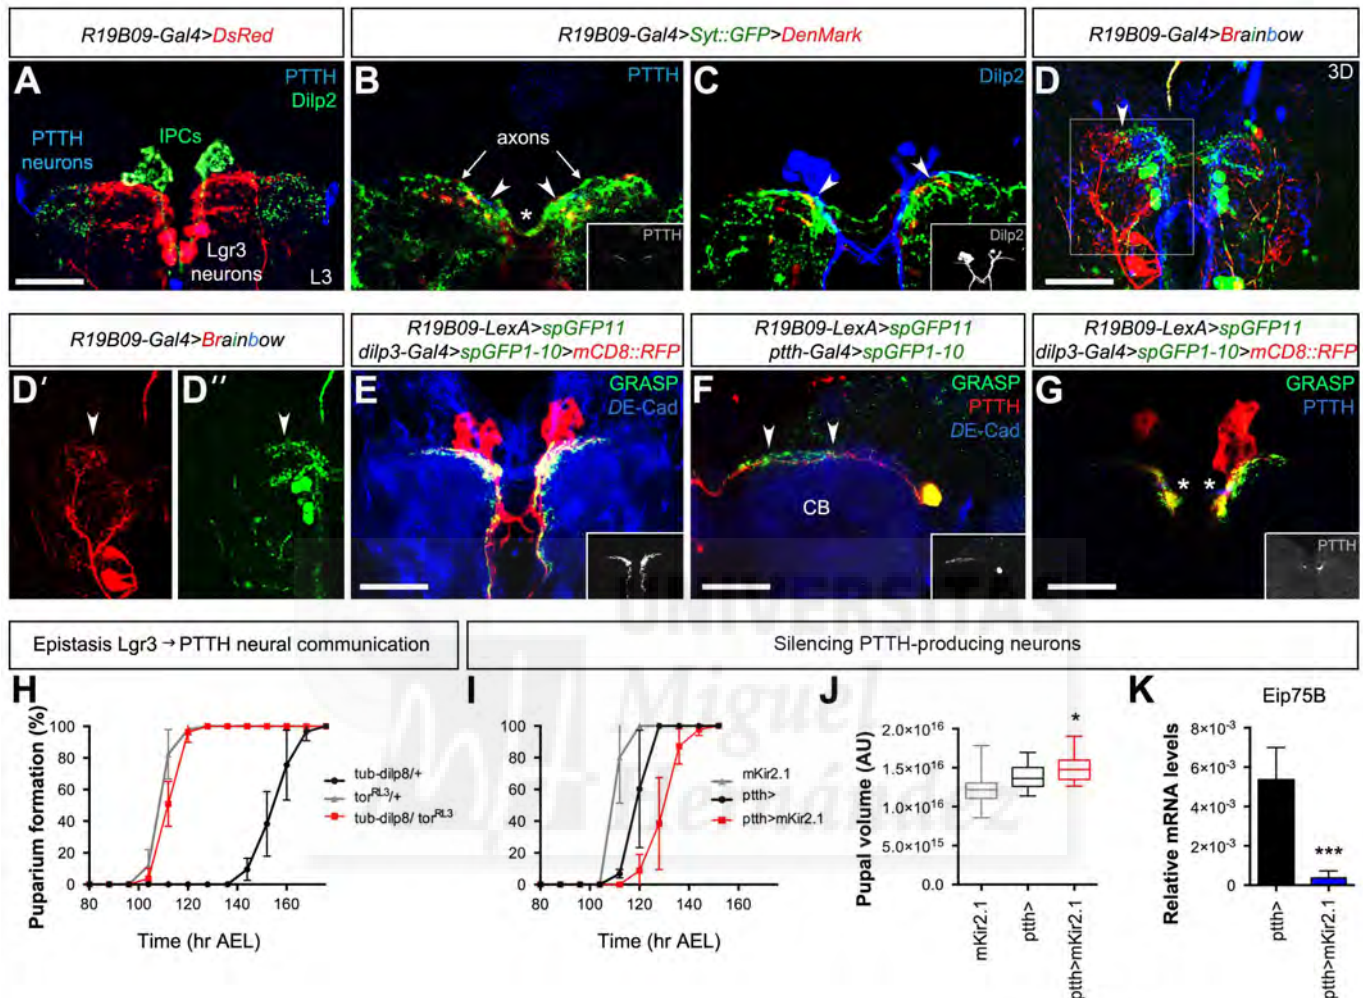 R19B09-Gal4>DsRed
R19B09-Gal4>Syt::GFP>DenMark
R19B09-Gal4>Brainbow
A
PTTH
Dilp2
PTTH
neurons
IPCs
Lgr3
neurons
L3
B
PTTH
axons
*
PTTH
C
Dilp2
Dilp2
D
3D
R19B09-Gal4>Brainbow
R19B09-LexA>spGFP11
dilp3-Gal4>spGFP1-10>mCD8::RFP
R19B09-LexA>spGFP11
ptth-Gal4>spGFP1-10
R19B09-LexA>spGFP11
dilp3-Gal4>spGFP1-10>mCD8::RFP
D'
D''
E
GRASP
DE-Cad
F
GRASP
PTTH
DE-Cad
CB
G
GRASP
PTTH
* *
PTTH
UNIVERSITAS
Miguel
Hernández
Epistasis Lgr3 → PTTH neural communication
Silencing PTTH-producing neurons
H
Puparium formation (%)
100
80
60
40
20
0
80 100 120 140 160
Time (hr AEL)
tub-dilp8/+
torRL3/+
tub-dilp8/ torRL3
I
100
80
60
40
20
0
80 100 120 140 160
Time (hr AEL)
mKir2.1
ptth>
ptth>mKir2.1
J
Pupal volume (AU)
2.0×10¹⁶
1.5×10¹⁶
1.0×10¹⁶
5.0×10¹⁵
0.0
*
mKir2.1
ptth>
ptth>mKir2.1
K
Eip75B
Relative mRNA levels
8×10⁻³
6×10⁻³
4×10⁻³
2×10⁻³
0
***
ptth>
ptth>mKir2.1